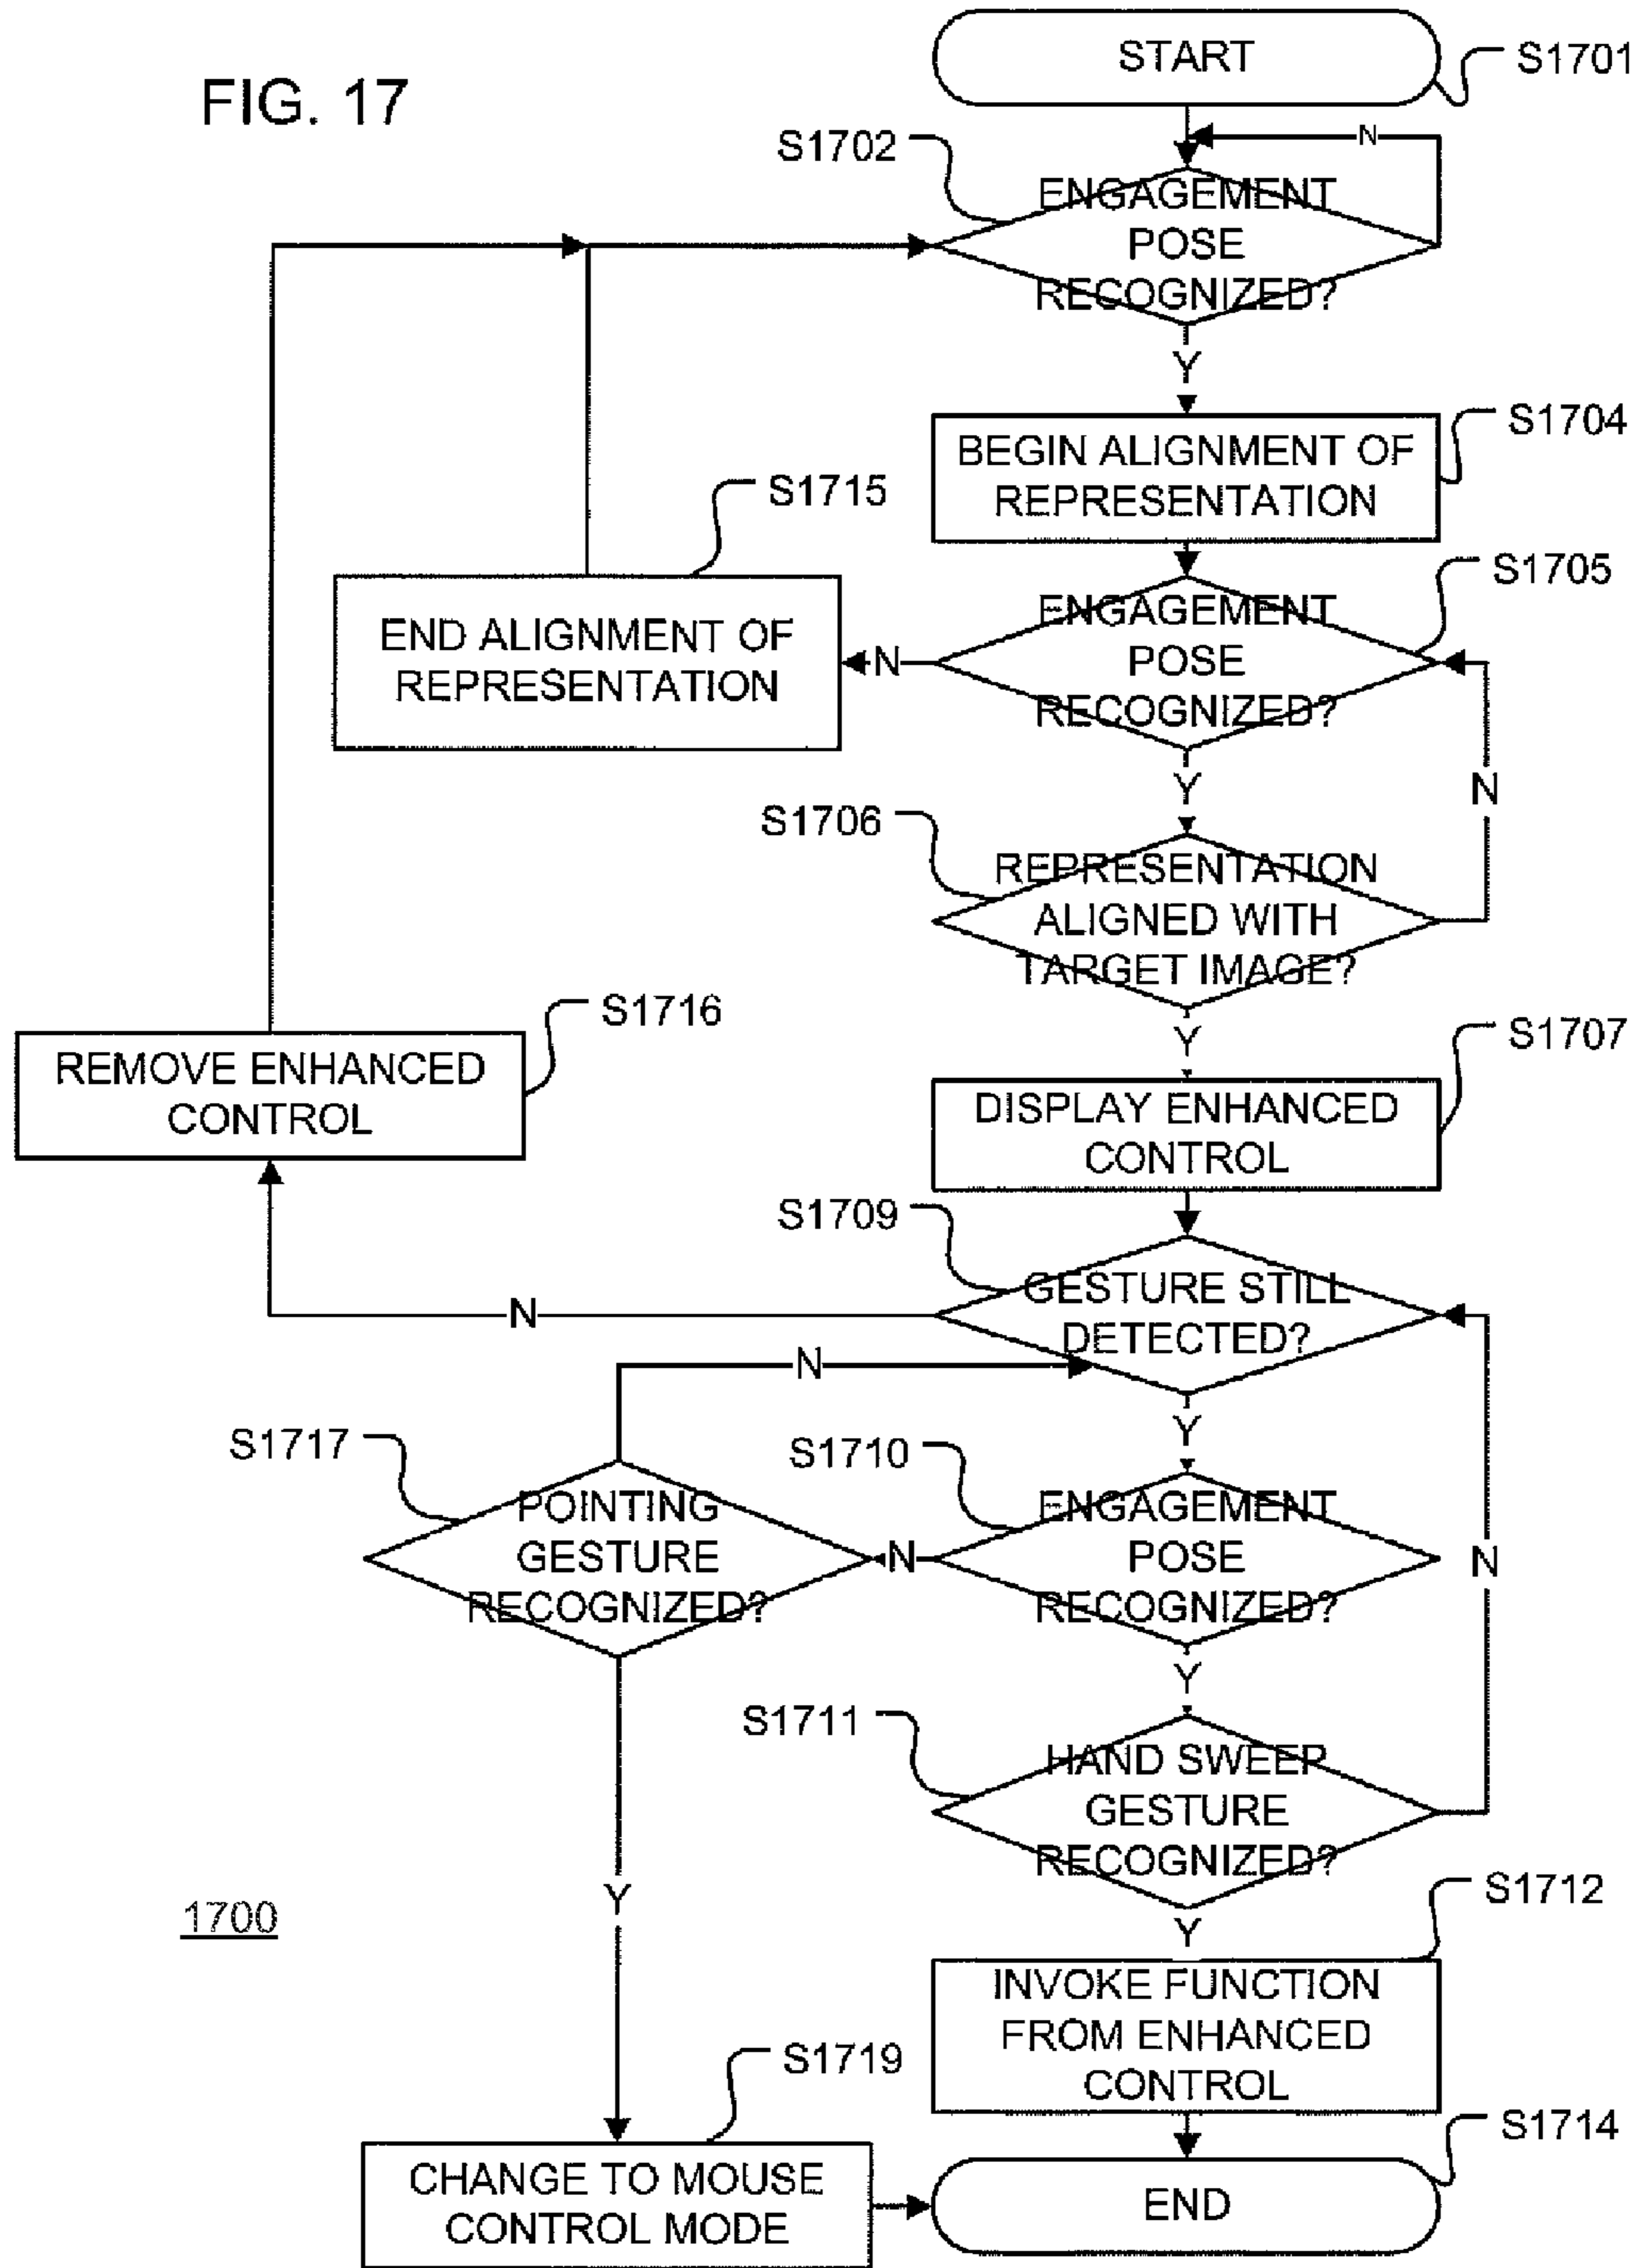 FIG. 17
START
S1701
S1702
N
ENGAGEMENT
POSE
RECOGNIZED?
Y
S1704
BEGIN ALIGNMENT OF
REPRESENTATION
S1715
S1705
END ALIGNMENT OF
REPRESENTATION
N
ENGAGEMENT
POSE
RECOGNIZED?
Y
N
S1706
REPRESENTATION
ALIGNED WITH
TARGET IMAGE?
Y
S1716
S1707
REMOVE ENHANCED
CONTROL
DISPLAY ENHANCED
CONTROL
S1709
GESTURE STILL
DETECTED?
N
N
Y
S1717
S1710
POINTING
GESTURE
RECOGNIZED?
N
ENGAGEMENT
POSE
RECOGNIZED?
N
Y
S1711
HAND SWEEP
GESTURE
RECOGNIZED?
Y
1700
S1712
Y
INVOKE FUNCTION
FROM ENHANCED
CONTROL
S1719
S1714
CHANGE TO MOUSE
CONTROL MODE
END